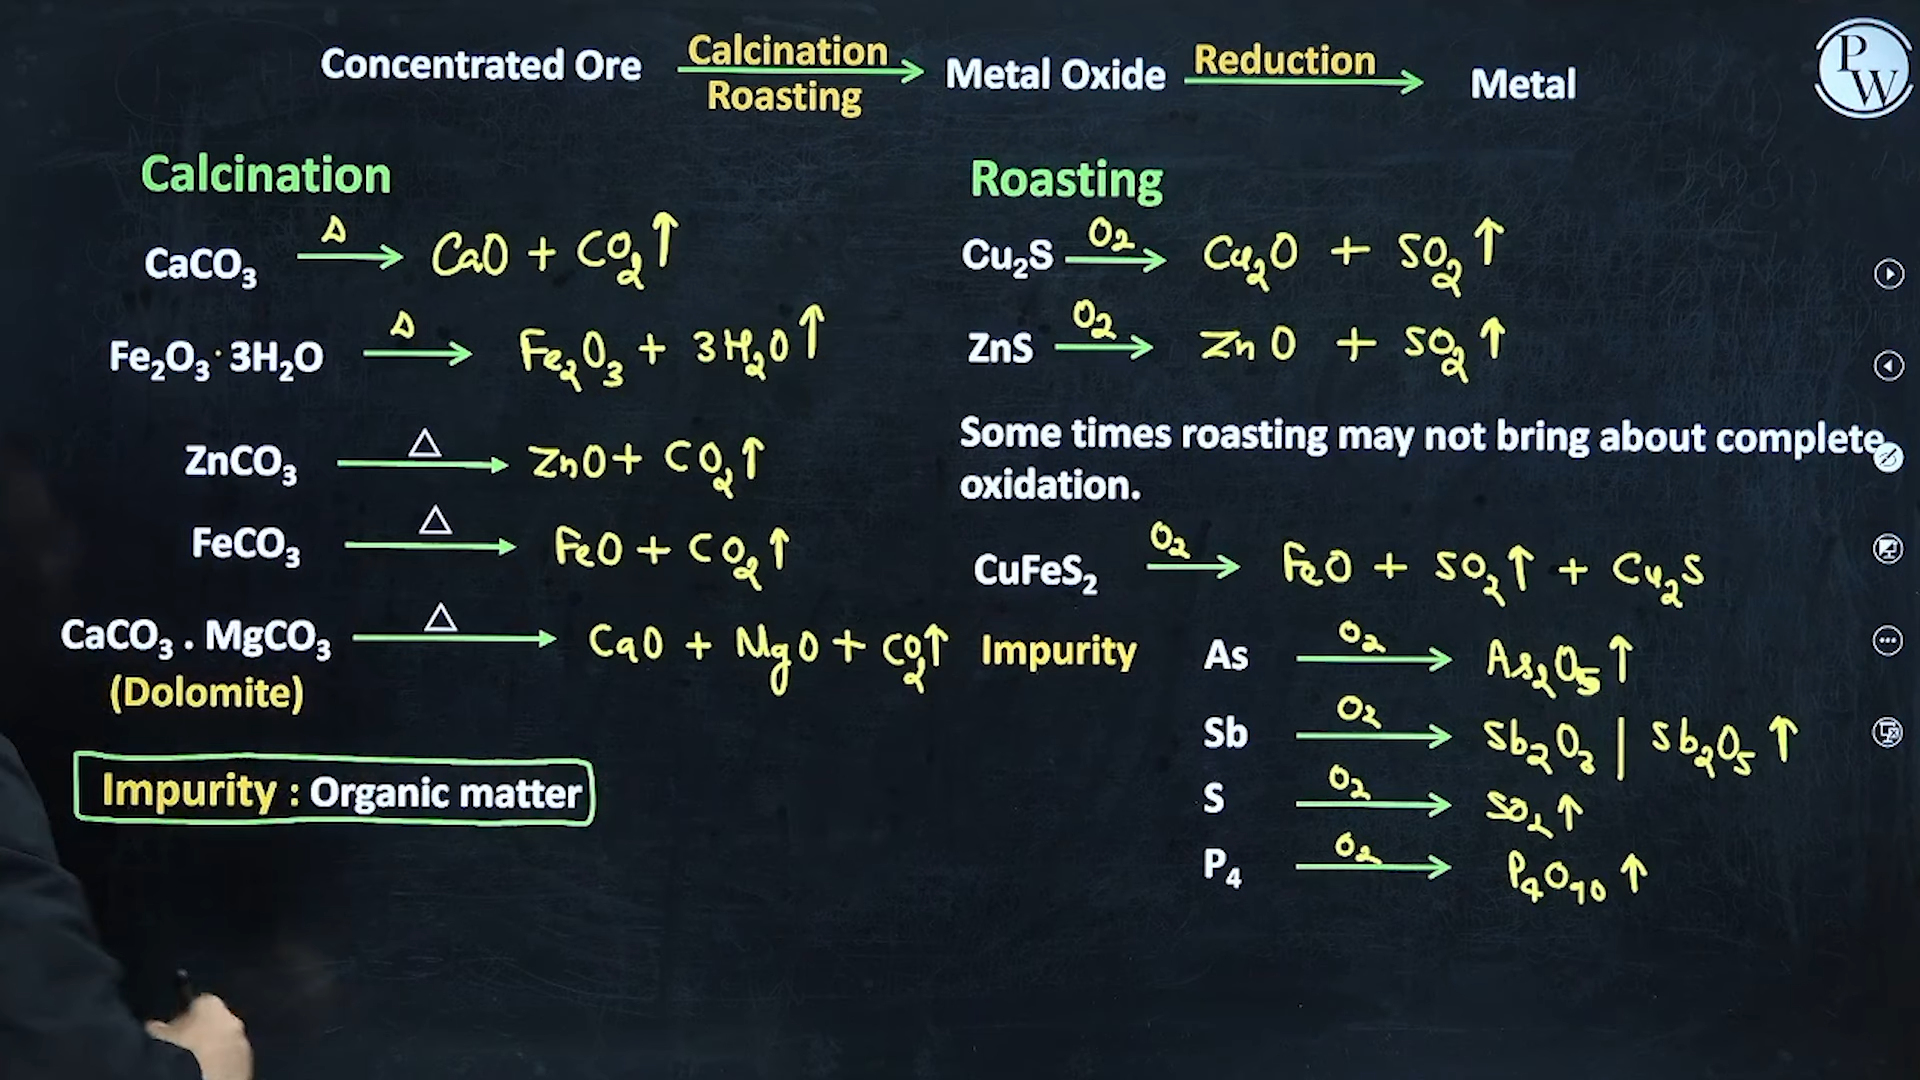 Concentrated Ore Calcination Roasting → Metal Oxide Reduction → Metal
PW
Calcination
CaCO₃ Δ → CaO + CO₂ ↑
Fe₂O₃·3H₂O Δ → Fe₂O₃ + 3H₂O ↑
ZnCO₃ △ → ZnO + CO₂ ↑
FeCO₃ △ → FeO + CO₂ ↑
CaCO₃ . MgCO₃ △ → CaO + MgO + CO₂ ↑
(Dolomite)
Impurity : Organic matter
Roasting
Cu₂S O₂ → Cu₂O + SO₂ ↑
ZnS O₂ → ZnO + SO₂ ↑
Some times roasting may not bring about complete
oxidation.
CuFeS₂ O₂ → FeO + SO₂ ↑ + Cu₂S
Impurity As O₂ → As₂O₅ ↑
Sb O₂ → Sb₂O₃ | Sb₂O₅ ↑
S O₂ → SO₂ ↑
P₄ O₂ → P₄O₁₀ ↑